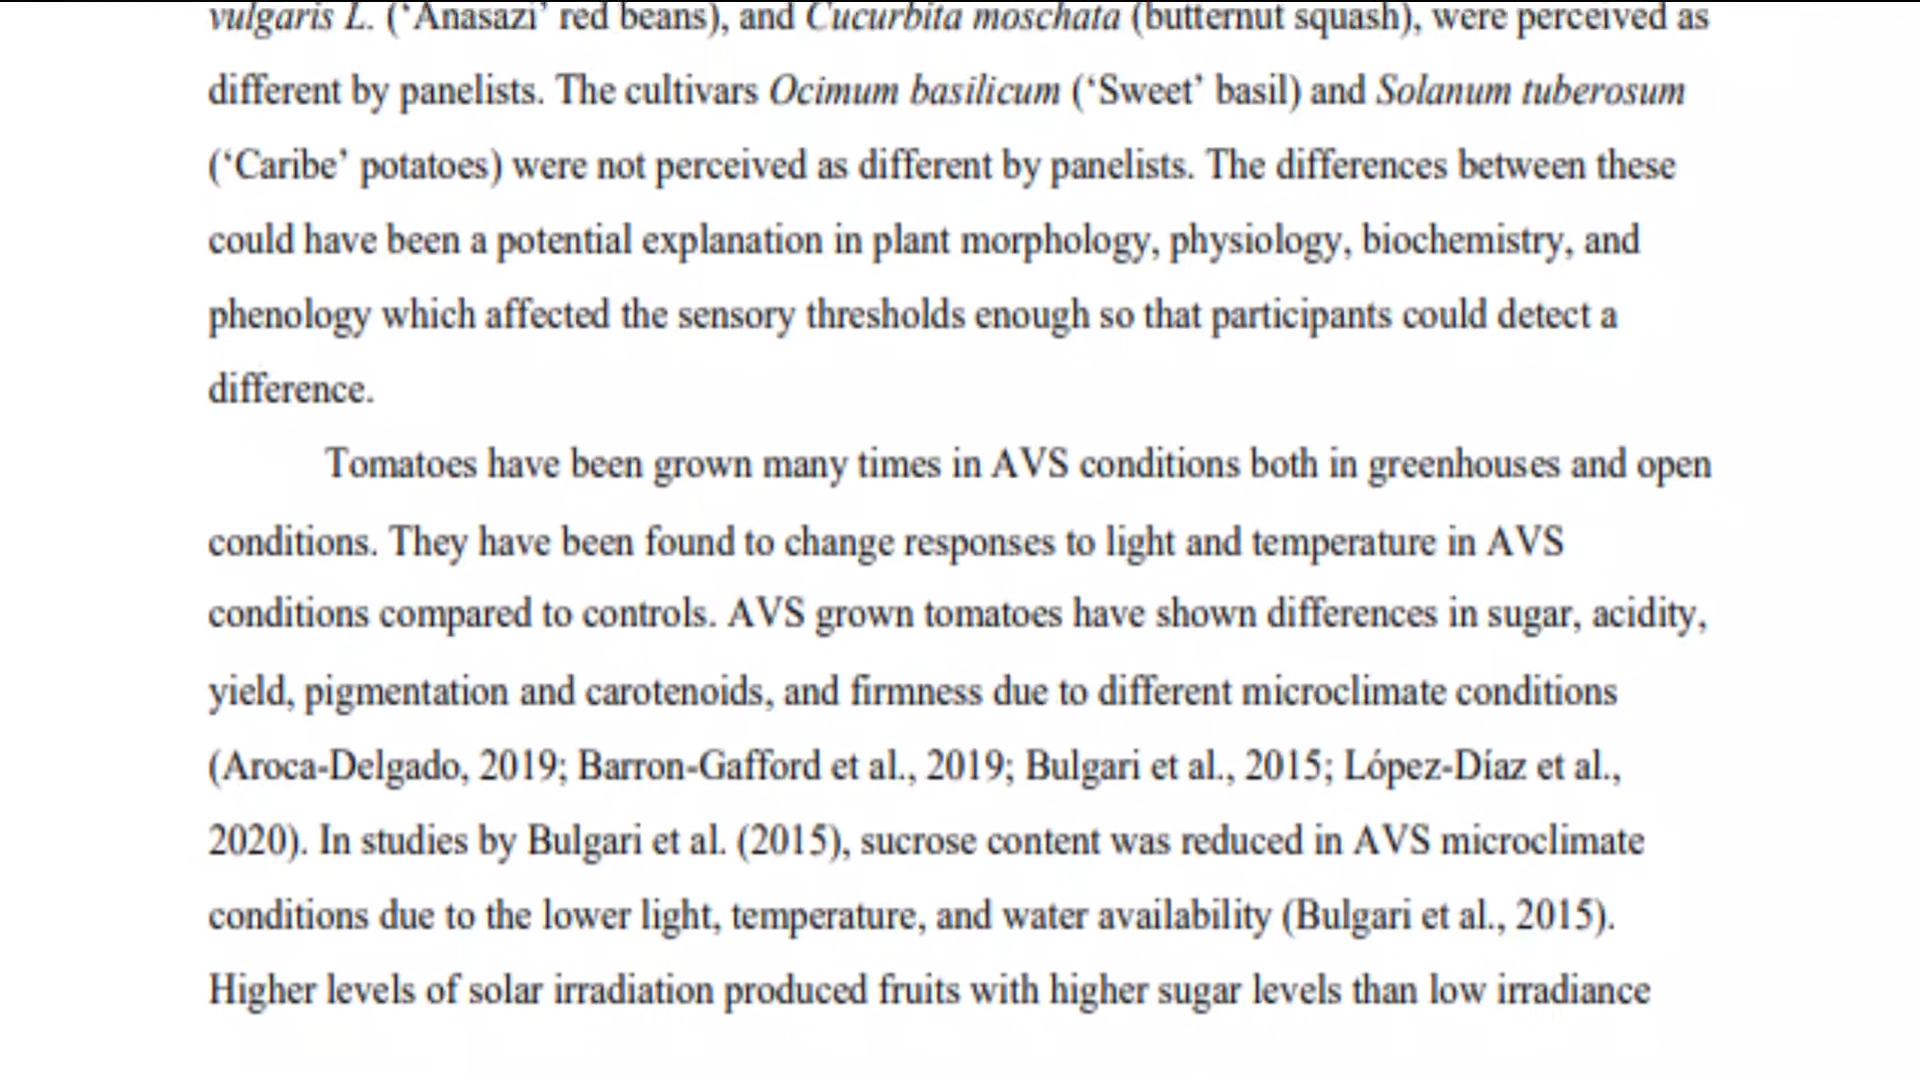 vulgaris L. (‘Anasazi’ red beans), and Cucurbita moschata (butternut squash), were perceived as
different by panelists. The cultivars Ocimum basilicum (‘Sweet’ basil) and Solanum tuberosum
(‘Caribe’ potatoes) were not perceived as different by panelists. The differences between these
could have been a potential explanation in plant morphology, physiology, biochemistry, and
phenology which affected the sensory thresholds enough so that participants could detect a
difference.
Tomatoes have been grown many times in AVS conditions both in greenhouses and open
conditions. They have been found to change responses to light and temperature in AVS
conditions compared to controls. AVS grown tomatoes have shown differences in sugar, acidity,
yield, pigmentation and carotenoids, and firmness due to different microclimate conditions
(Aroca-Delgado, 2019; Barron-Gafford et al., 2019; Bulgari et al., 2015; López-Díaz et al.,
2020). In studies by Bulgari et al. (2015), sucrose content was reduced in AVS microclimate
conditions due to the lower light, temperature, and water availability (Bulgari et al., 2015).
Higher levels of solar irradiation produced fruits with higher sugar levels than low irradiance